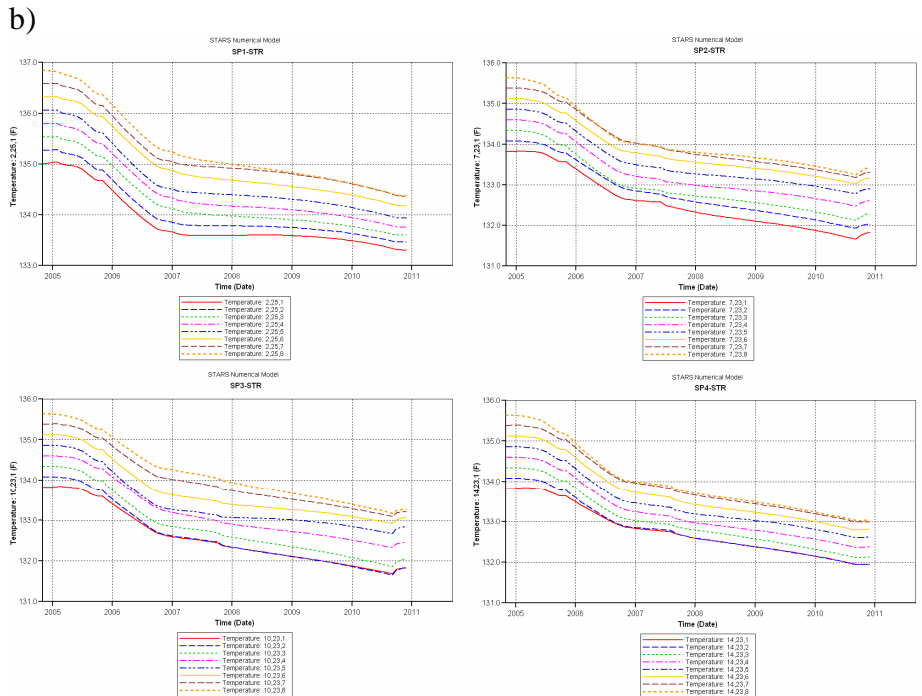 b)
STARS Numerical Model
SP1-STR
Temperature: 2,25,1 (F)
137.0
136.0
135.0
134.0
133.0
2005 2006 2007 2008 2009 2010 2011
Time (Date)
Temperature: 2,25,1
Temperature: 2,25,2
Temperature: 2,25,3
Temperature: 2,25,4
Temperature: 2,25,5
Temperature: 2,25,6
Temperature: 2,25,7
Temperature: 2,25,8
STARS Numerical Model
SP2-STR
Temperature: 7,23,1 (F)
136.0
135.0
134.0
133.0
132.0
131.0
2005 2006 2007 2008 2009 2010 2011
Time (Date)
Temperature: 7,23,1
Temperature: 7,23,2
Temperature: 7,23,3
Temperature: 7,23,4
Temperature: 7,23,5
Temperature: 7,23,6
Temperature: 7,23,7
Temperature: 7,23,8
STARS Numerical Model
SP3-STR
Temperature: 10,23,1 (F)
136.0
135.0
134.0
133.0
132.0
131.0
2005 2006 2007 2008 2009 2010 2011
Time (Date)
Temperature: 10,23,1
Temperature: 10,23,2
Temperature: 10,23,3
Temperature: 10,23,4
Temperature: 10,23,5
Temperature: 10,23,6
Temperature: 10,23,7
Temperature: 10,23,8
STARS Numerical Model
SP4-STR
Temperature: 14,23,1 (F)
136.0
135.0
134.0
133.0
132.0
131.0
2005 2006 2007 2008 2009 2010 2011
Time (Date)
Temperature: 14,23,1
Temperature: 14,23,2
Temperature: 14,23,3
Temperature: 14,23,4
Temperature: 14,23,5
Temperature: 14,23,6
Temperature: 14,23,7
Temperature: 14,23,8